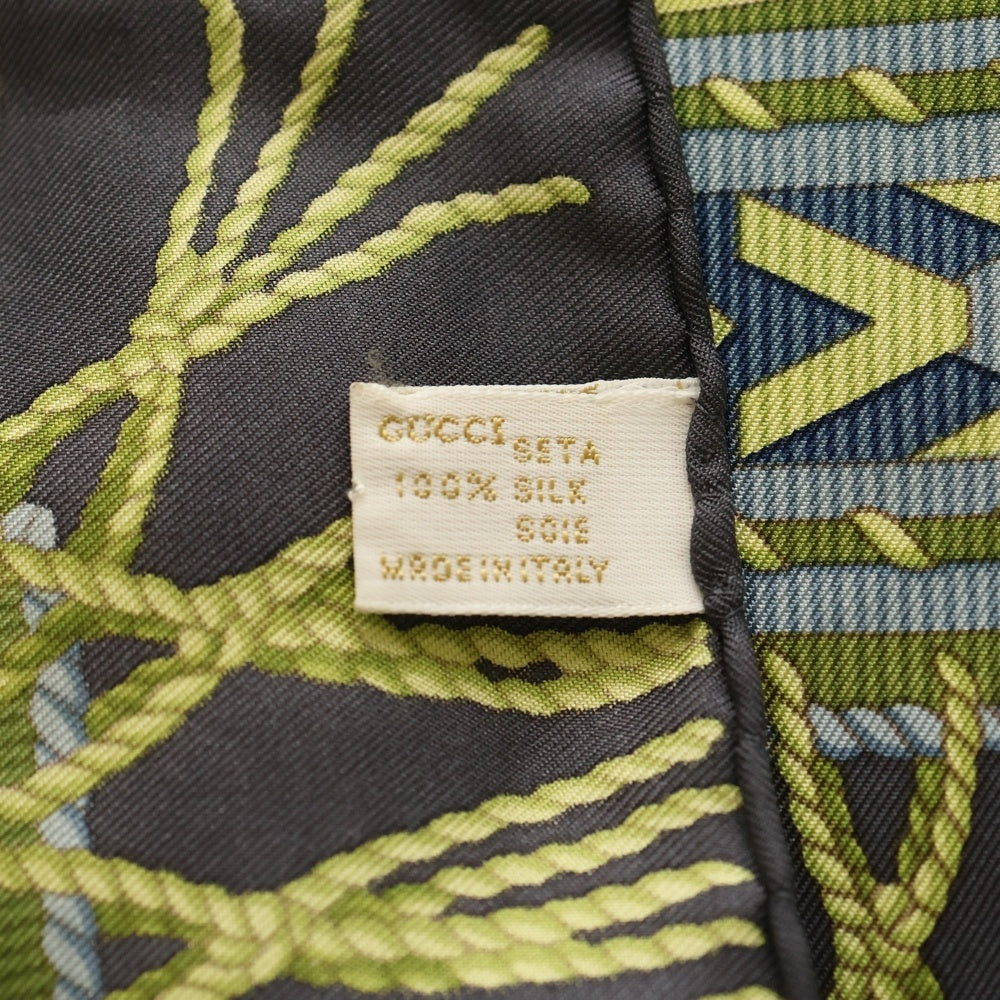 GUCCI SETA
100% SILK
SOIE
MADE IN ITALY